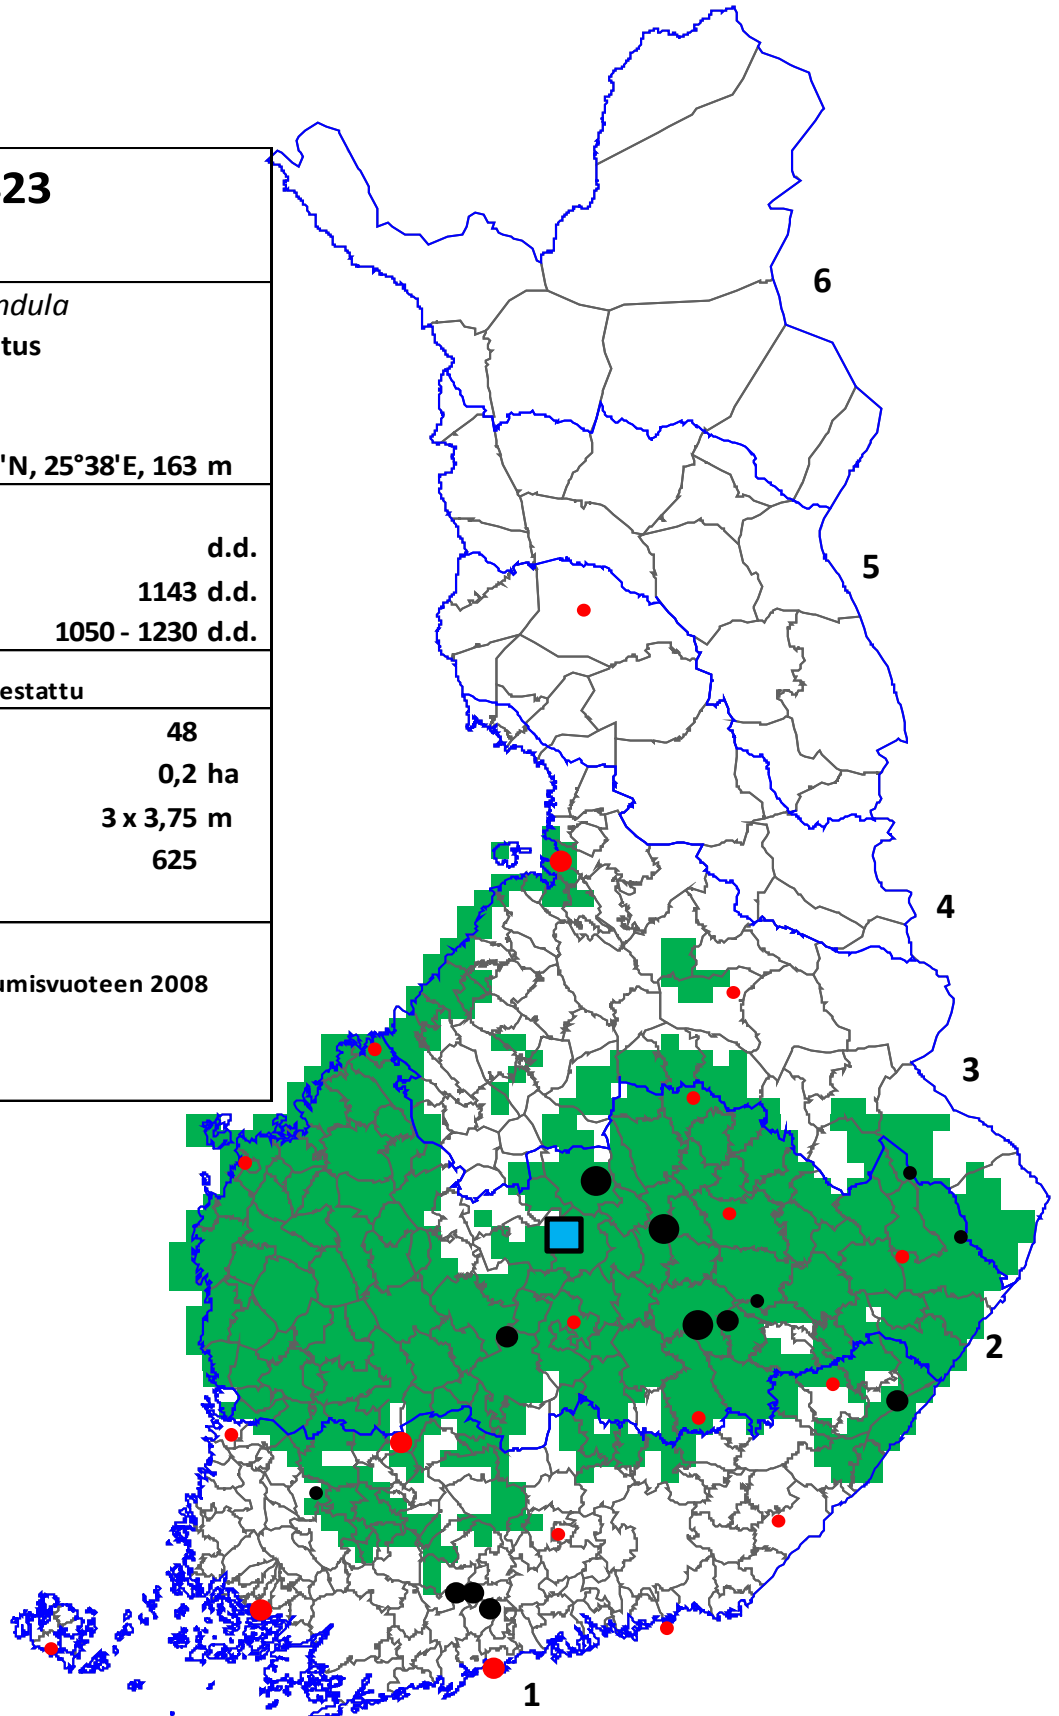 23
ndula
tus
'N, 25°38'E, 163 m
d.d.
1143 d.d.
1050 - 1230 d.d.
estattu
48
0,2 ha
3 x 3,75 m
625
umisvuoteen 2008
6
5
4
3
2
1